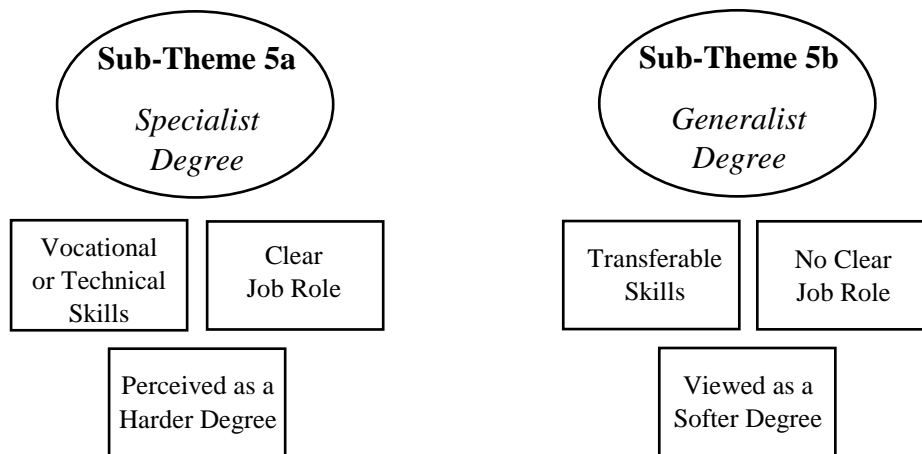 Sub-Theme 5a
Specialist
Degree
Vocational
or Technical
Skills
Clear
Job Role
Perceived as a
Harder Degree
Sub-Theme 5b
Generalist
Degree
Transferable
Skills
No Clear
Job Role
Viewed as a
Softer Degree